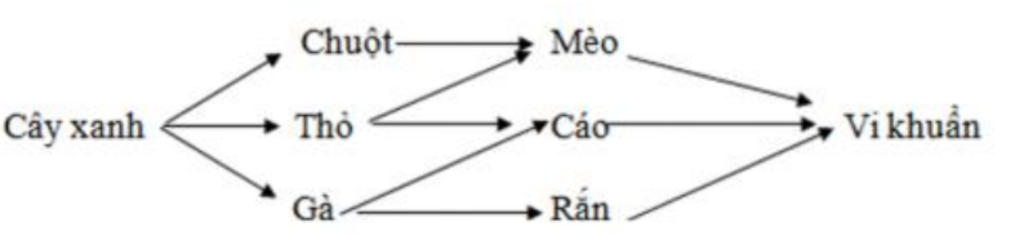 Chuột Mèo
Cây xanh Thỏ Cáo Vi khuẩn
Gà Rắn